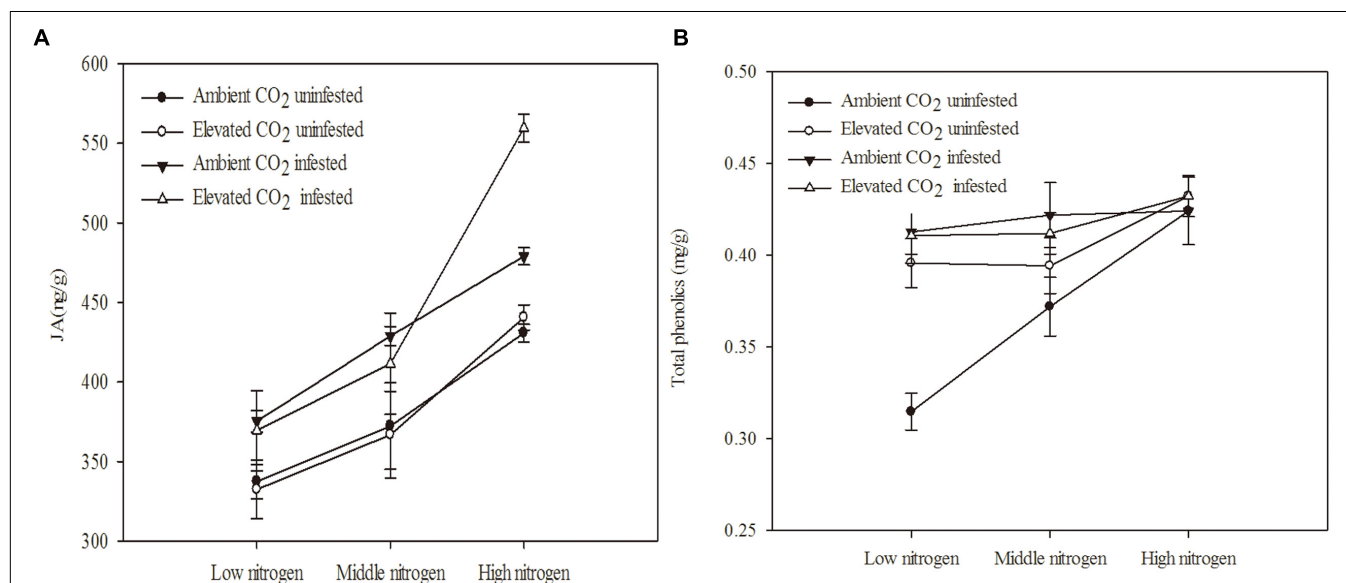 A
600
550
500
450
400
350
300
JA(ng/g)
Ambient CO2 uninfested
Elevated CO2 uninfested
Ambient CO2 infested
Elevated CO2 infested
Low nitrogen
Middle nitrogen
High nitrogen
B
0.50
0.45
0.40
0.35
0.30
0.25
Total phenolics (mg/g)
Ambient CO2 uninfested
Elevated CO2 uninfested
Ambient CO2 infested
Elevated CO2 infested
Low nitrogen
Middle nitrogen
High nitrogen